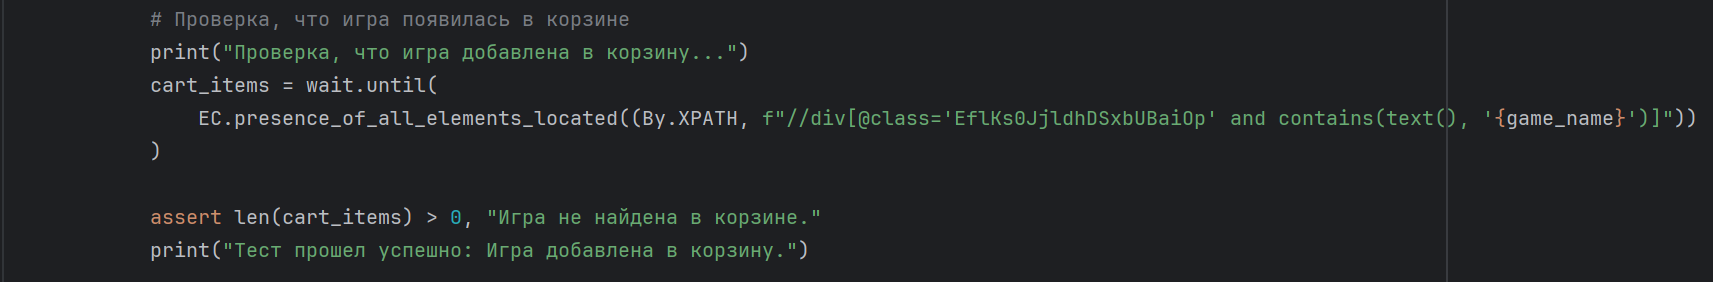 # Проверка, что игра появилась в корзине
print("Проверка, что игра добавлена в корзину...")
cart_items = wait.until(
EC.presence_of_all_elements_located((By.XPATH, f"//div[@class='EflKs0JjldhDSxbUBaiOp' and contains(text(), '{game_name}')]"))
)
assert len(cart_items) > 0, "Игра не найдена в корзине."
print("Тест прошел успешно: Игра добавлена в корзину.")